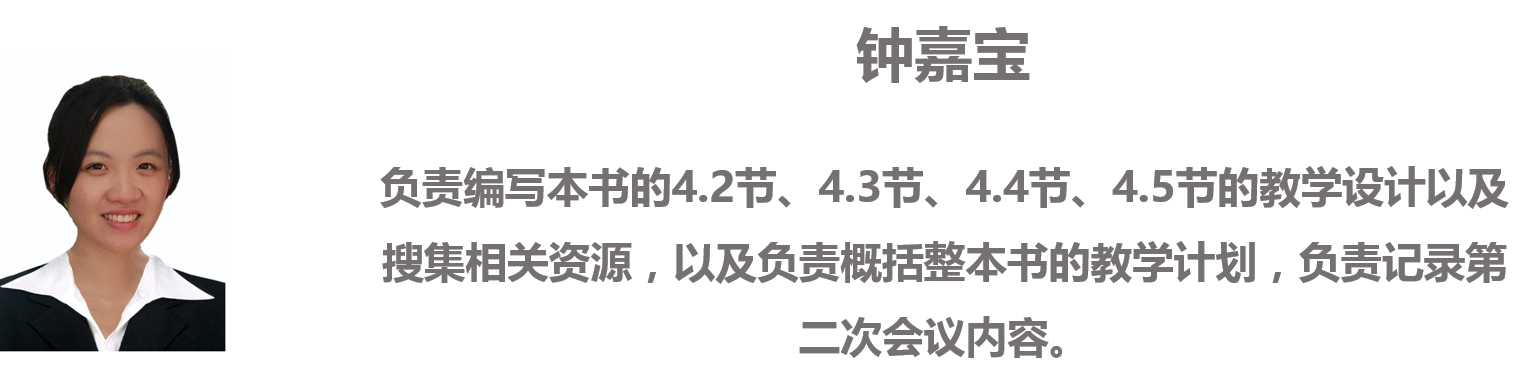 钟嘉宝
负责编写本书的4.2节、4.3节、4.4节、4.5节的教学设计以及
搜集相关资源，以及负责概括整本书的教学计划，负责记录第
二次会议内容。